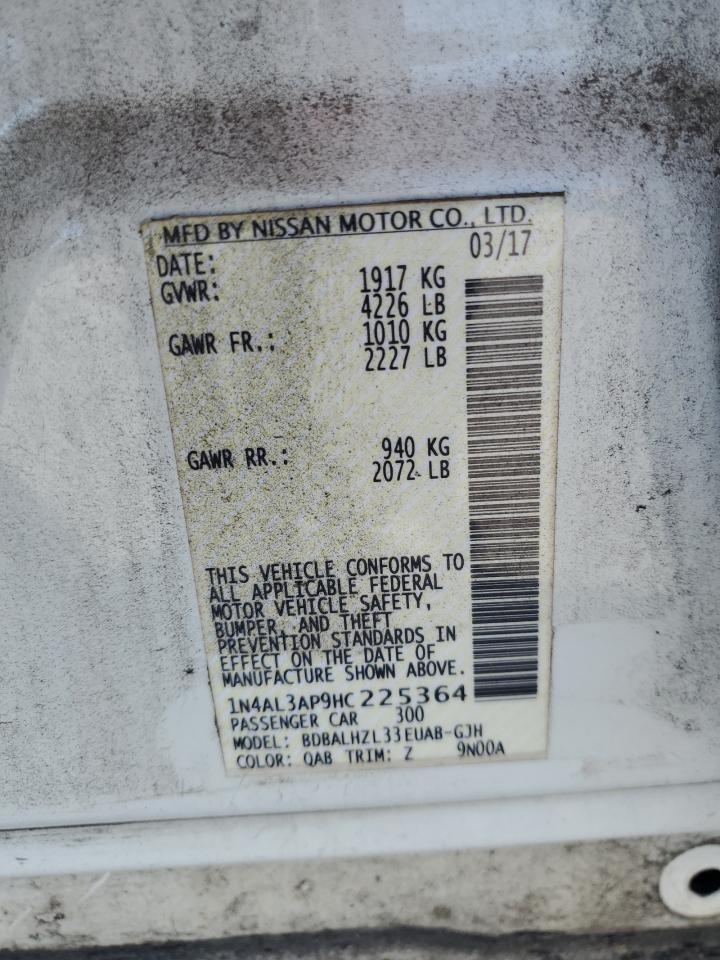 MFD BY NISSAN MOTOR CO., LTD.
DATE: 03/17
GVWR: 1917 KG
4226 LB
GAWR FR.: 1010 KG
2227 LB
GAWR RR.: 940 KG
2072 LB
THIS VEHICLE CONFORMS TO
ALL APPLICABLE FEDERAL
MOTOR VEHICLE SAFETY,
BUMPER, AND THEFT
PREVENTION STANDARDS IN
EFFECT ON THE DATE OF
MANUFACTURE SHOWN ABOVE.
1N4AL3AP9HC225364
PASSENGER CAR 300
MODEL: BDBALHZL33EUAB-GJH
COLOR: QAB TRIM: Z 9N00A